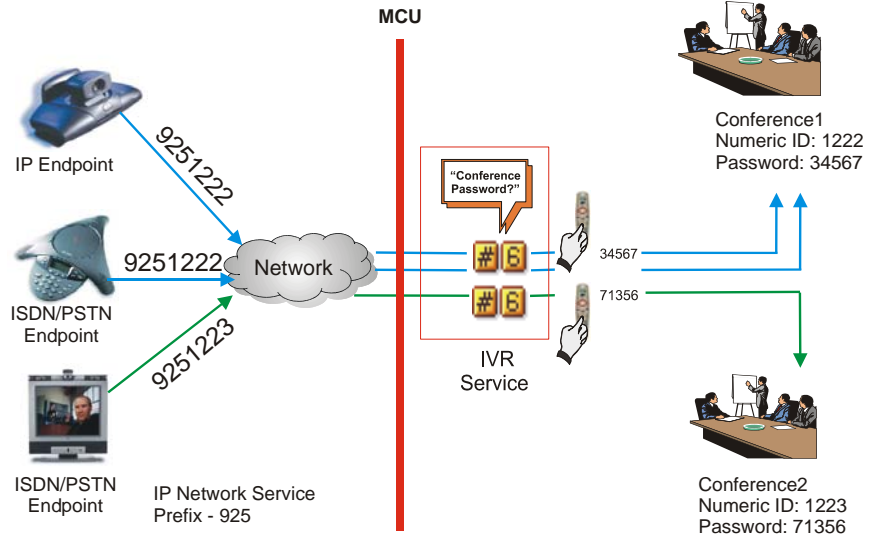 MCU
IP Endpoint
9251222
ISDN/PSTN
Endpoint
9251222
Network
ISDN/PSTN
Endpoint
9251223
IP Network Service
Prefix - 925
“Conference
Password?”
# 6
# 6
IVR
Service
34567
71356
Conference1
Numeric ID: 1222
Password: 34567
Conference2
Numeric ID: 1223
Password: 71356